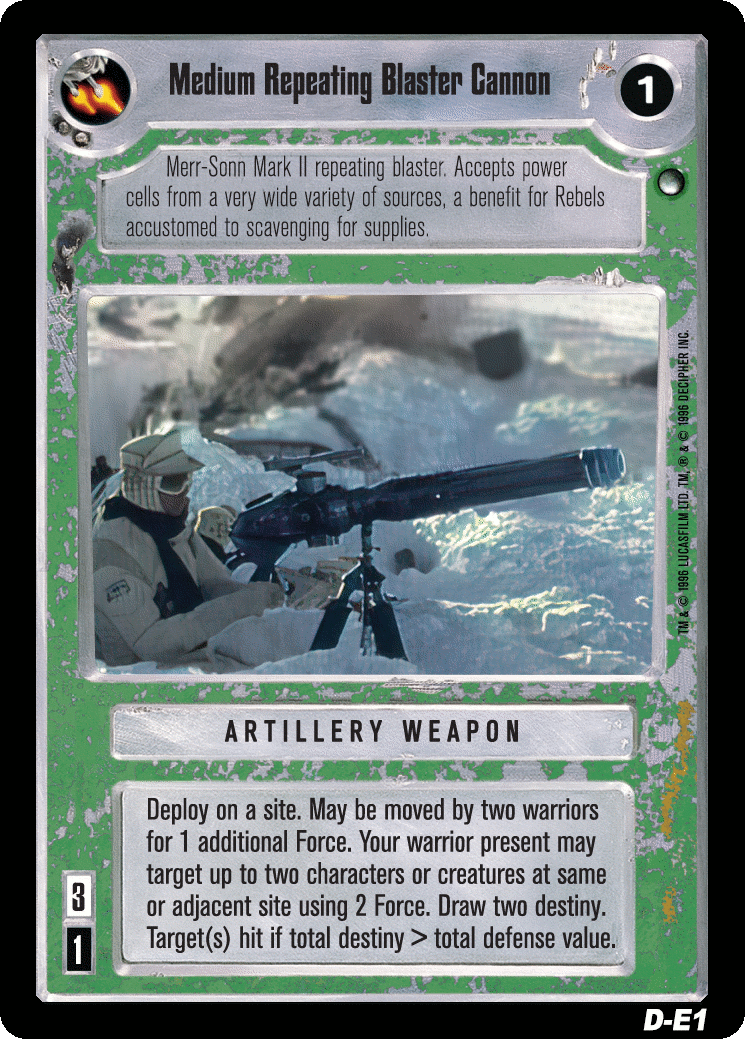 Medium Repeating Blaster Cannon
1
Merr-Sonn Mark II repeating blaster. Accepts power
cells from a very wide variety of sources, a benefit for Rebels
accustomed to scavenging for supplies.
TM & © 1996 LUCASFILM LTD. TM, ® & © 1996 DECIPHER INC.
ARTILLERY WEAPON
Deploy on a site. May be moved by two warriors
for 1 additional Force. Your warrior present may
target up to two characters or creatures at same
or adjacent site using 2 Force. Draw two destiny.
Target(s) hit if total destiny > total defense value.
3
1
D-E1